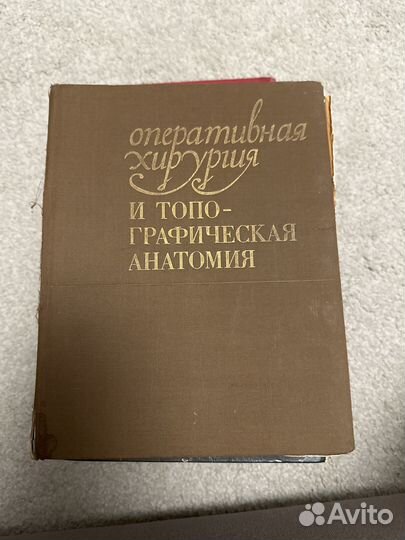 оперативная
хирургия
И ТОПО-
ГРАФИЧЕСКАЯ
АНАТОМИЯ
Avito